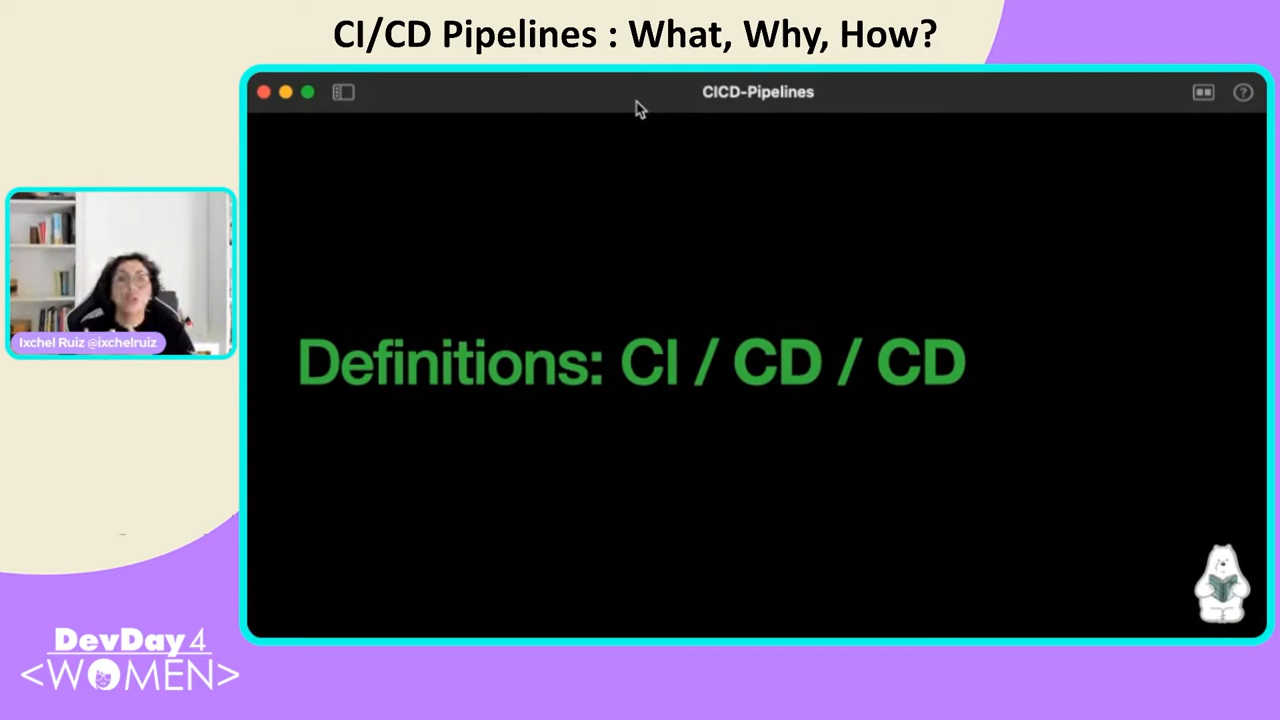 CI/CD Pipelines : What, Why, How?
CICD-Pipelines
?
Ixchel Ruiz @ixchelruiz
Definitions: CI / CD / CD
DevDay4
<WOMEN>